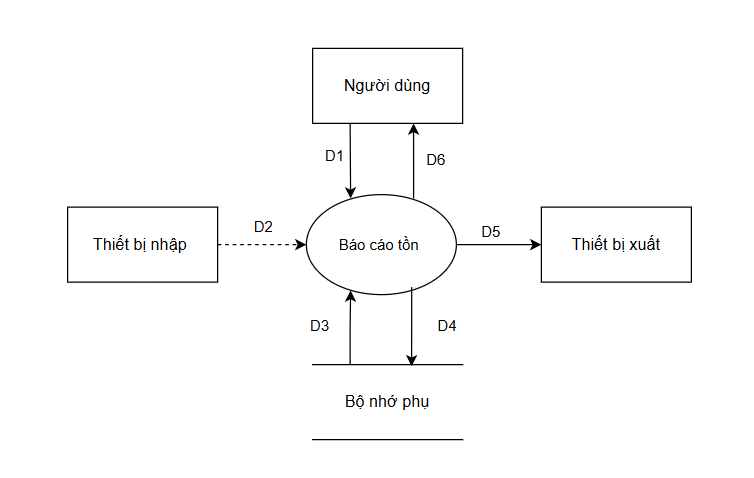 Người dùng
D1
D6
Thiết bị nhập
D2
Báo cáo tồn
D5
Thiết bị xuất
D3
D4
Bộ nhớ phụ